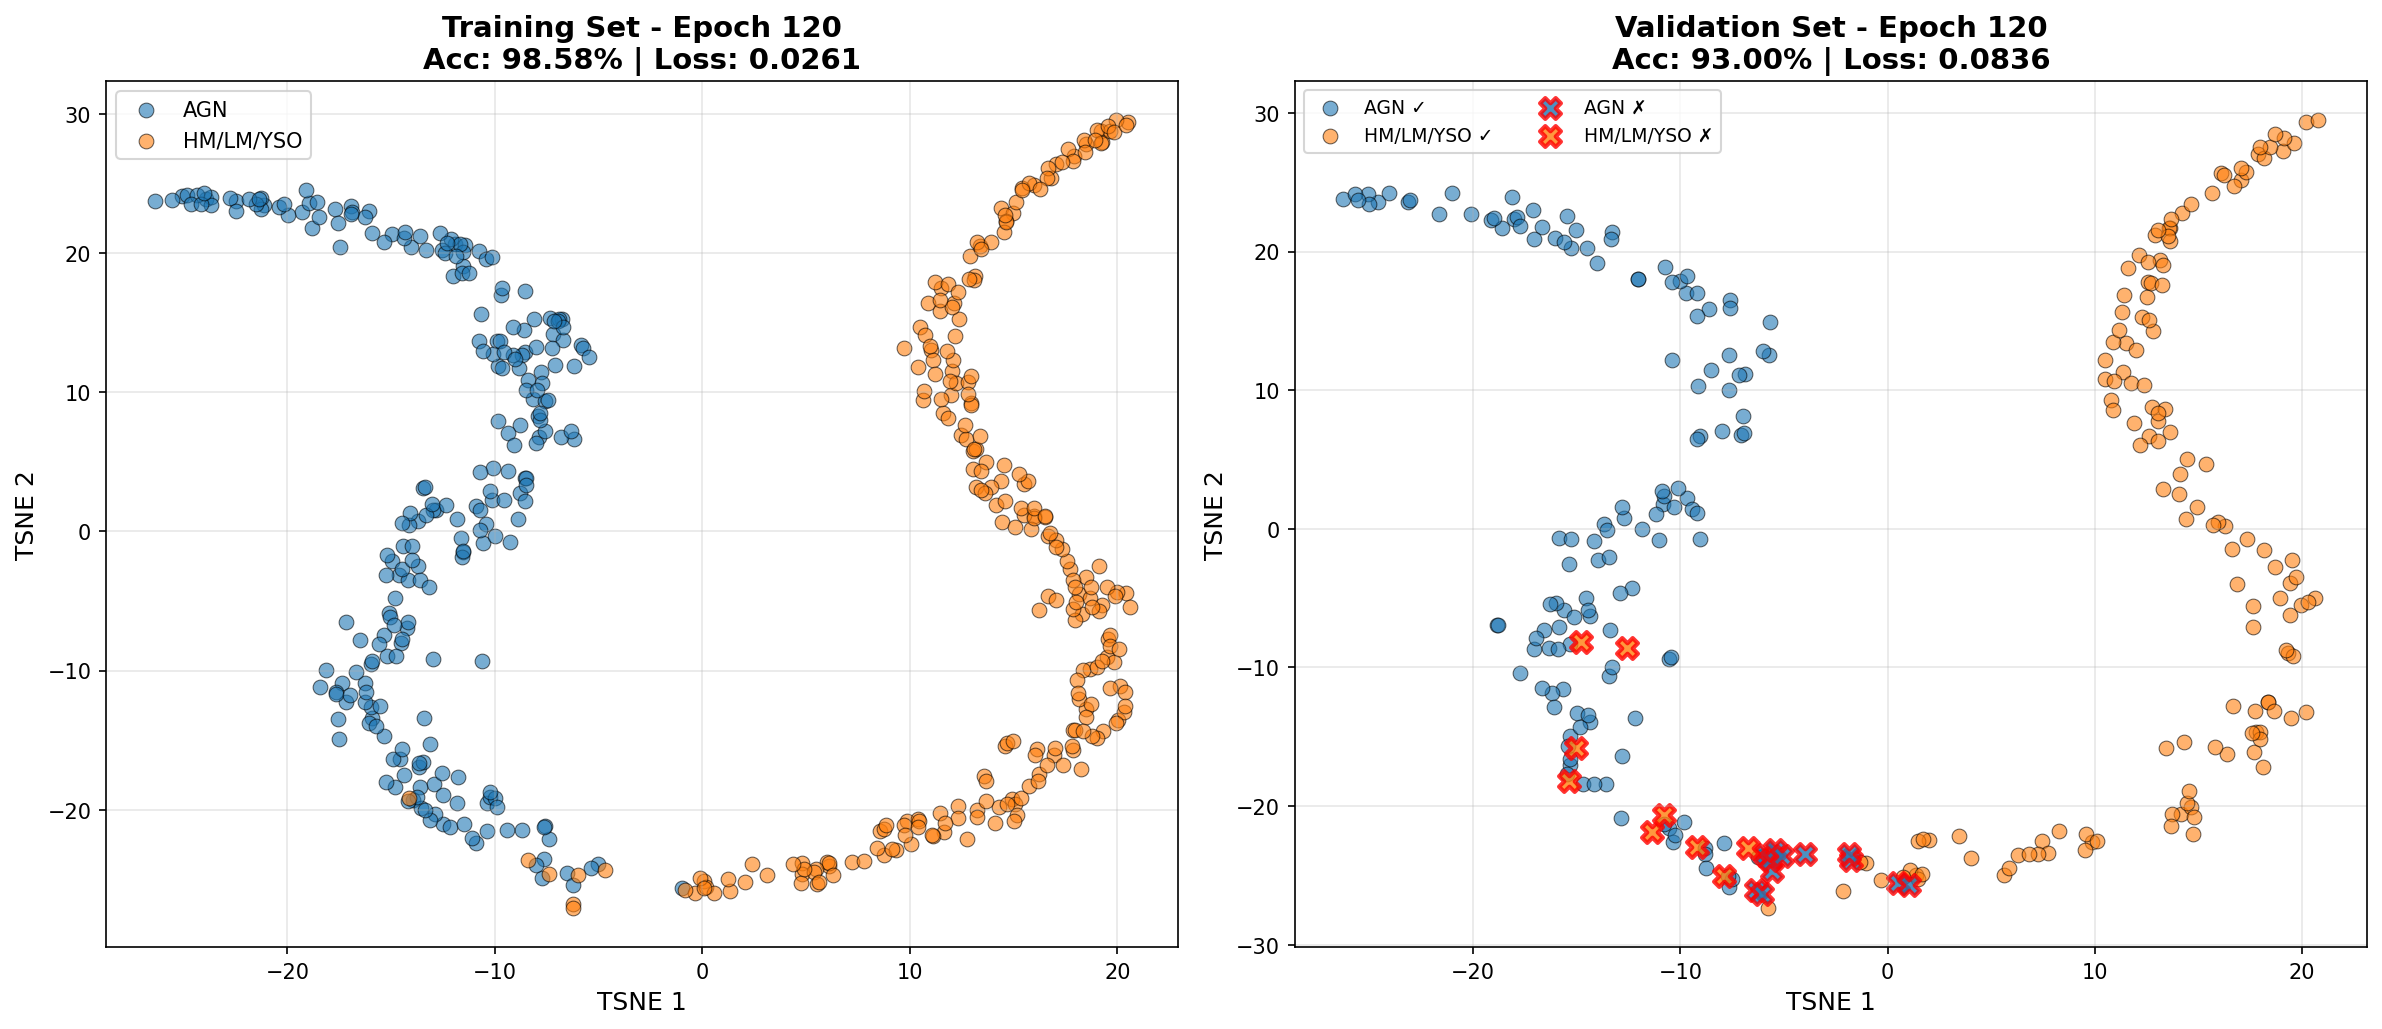 Training Set - Epoch 120
Acc: 98.58% | Loss: 0.0261
AGN
HM/LM/YSO
30
20
10
0
−10
−20
TSNE 2
−20
−10
0
10
20
TSNE 1
Validation Set - Epoch 120
Acc: 93.00% | Loss: 0.0836
AGN ✓
AGN ✗
HM/LM/YSO ✓
HM/LM/YSO ✗
30
20
10
0
−10
−20
−30
TSNE 2
−20
−10
0
10
20
TSNE 1